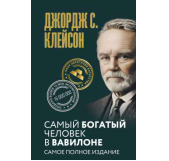 ДЖОРДЖ С.
КЛЕЙСОН
САМЫЙ БОГАТЫЙ
ЧЕЛОВЕК
В ВАВИЛОНЕ
САМОЕ ПОЛНОЕ ИЗДАНИЕ